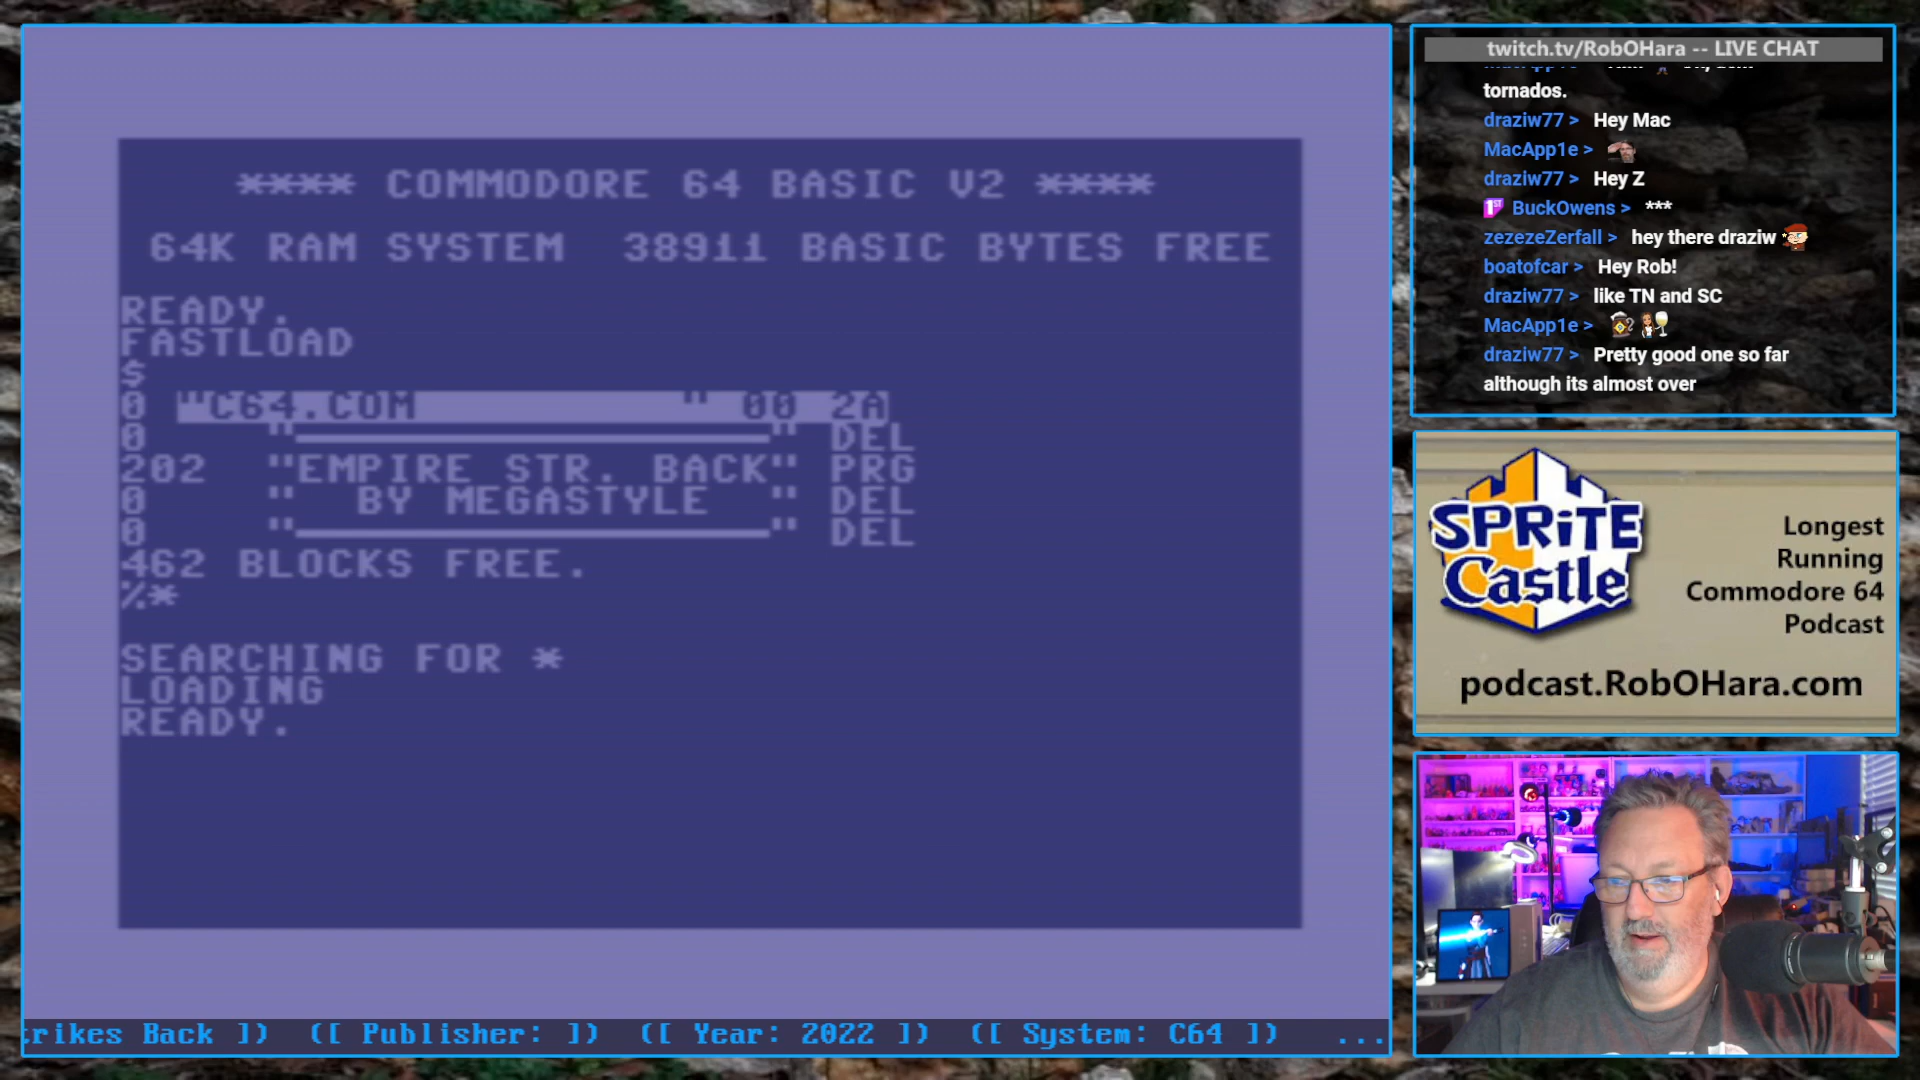 **** COMMODORE 64 BASIC V2 ****
64K RAM SYSTEM  38911 BASIC BYTES FREE
READY.
FASTLOAD
$
0 "C64.COM         " 00 2A
0 "                " DEL
202 "EMPIRE STR. BACK" PRG
0 "  BY MEGASTYLE  " DEL
0 "                " DEL
462 BLOCKS FREE.
%*
SEARCHING FOR *
LOADING
READY.
trikes Back ]) ([ Publisher: ]) ([ Year: 2022 ]) ([ System: C64 ]) ...
twitch.tv/RobOHara -- LIVE CHAT
tornados.
draziw77 > Hey Mac
MacApp1e >
draziw77 > Hey Z
1ST BuckOwens > ***
zezezeZerfall > hey there draziw
boatofcar > Hey Rob!
draziw77 > like TN and SC
MacApp1e >
draziw77 > Pretty good one so far
although its almost over
SPRiTE
Castle
Longest
Running
Commodore 64
Podcast
podcast.RobOHara.com